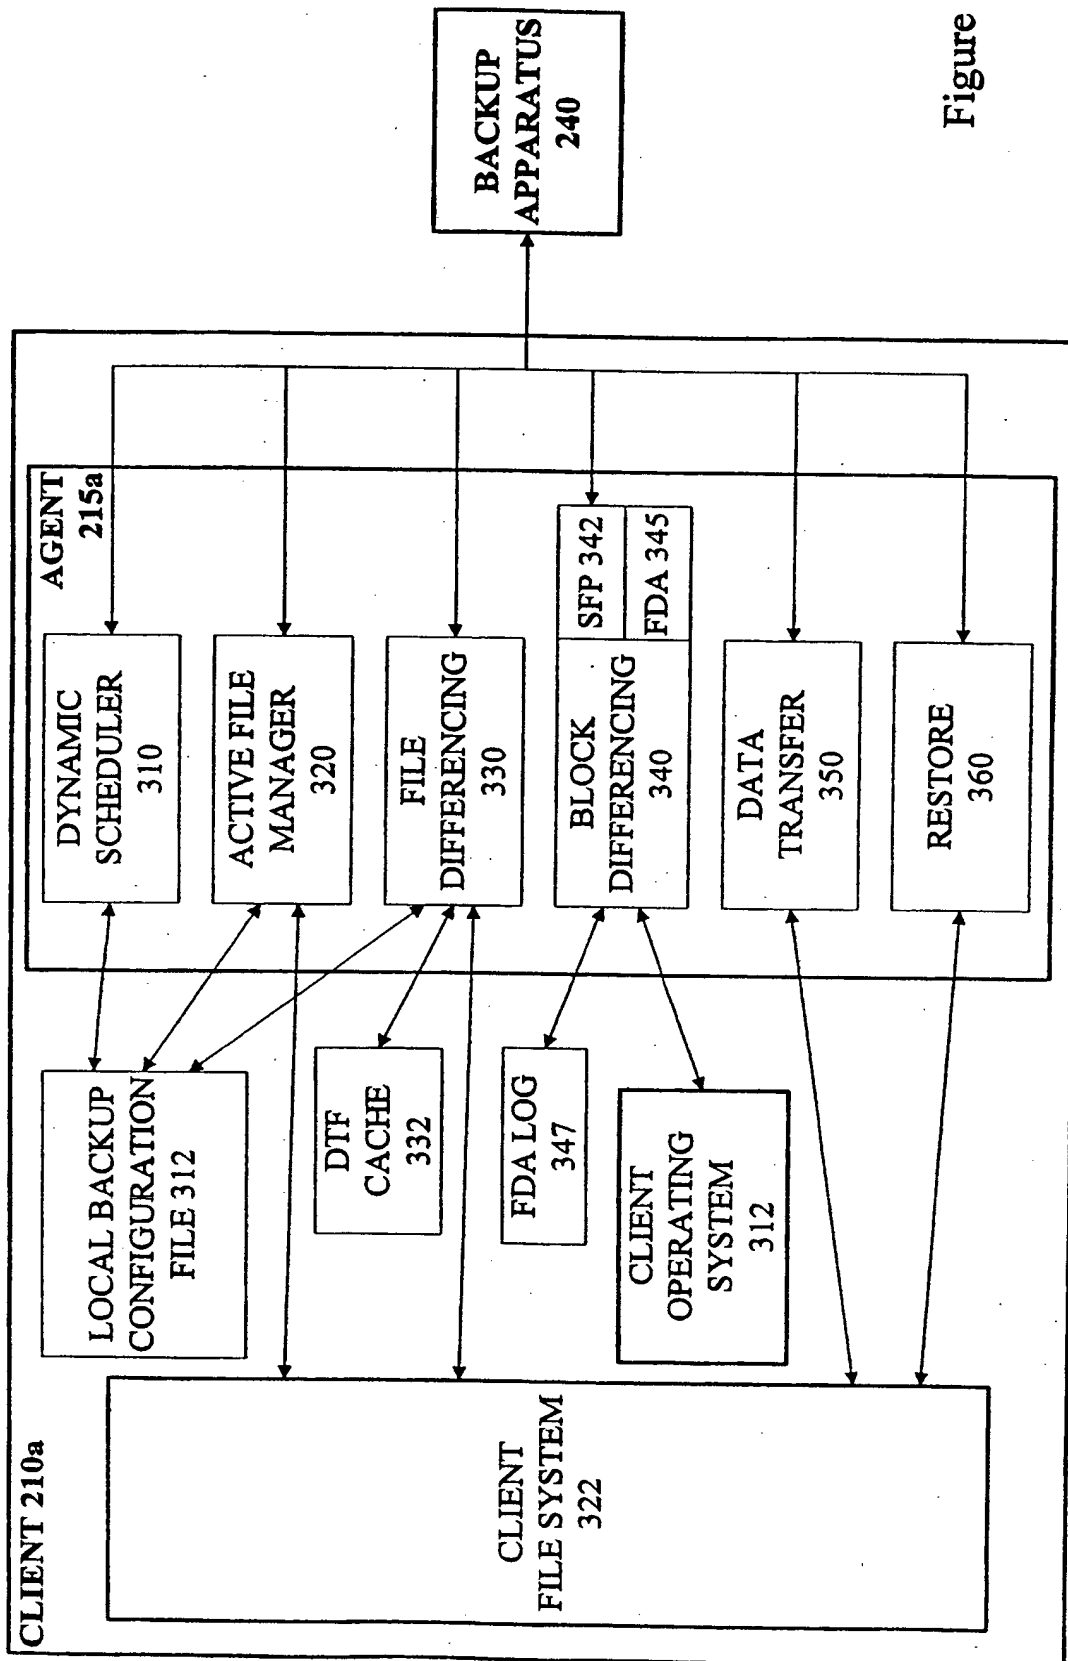 CLIENT 210a
CLIENT
FILE SYSTEM
322
LOCAL BACKUP
CONFIGURATION
FILE 312
DTF
CACHE
332
FDA LOG
347
CLIENT
OPERATING
SYSTEM
312
AGENT
215a
DYNAMIC
SCHEDULER
310
ACTIVE FILE
MANAGER
320
FILE
DIFFERENCING
330
BLOCK
DIFFERENCING
340
SFP 342
FDA 345
DATA
TRANSFER
350
RESTORE
360
BACKUP
APPARATUS
240
Figure